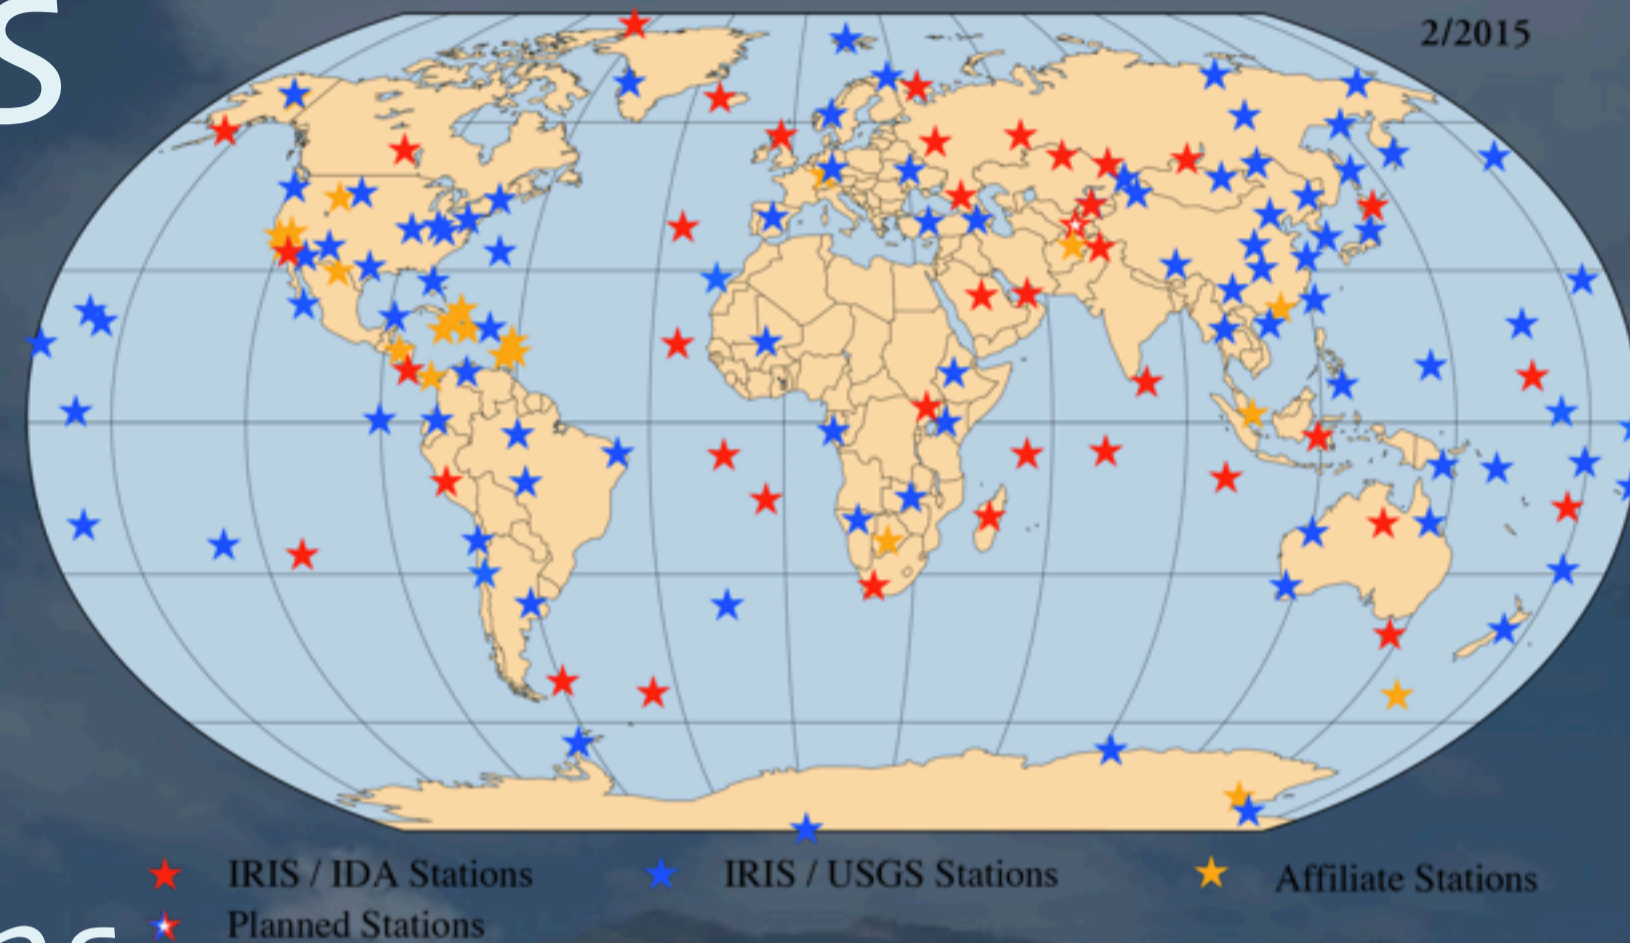 s
2/2015
IRIS / IDA Stations
IRIS / USGS Stations
Affiliate Stations
Planned Stations